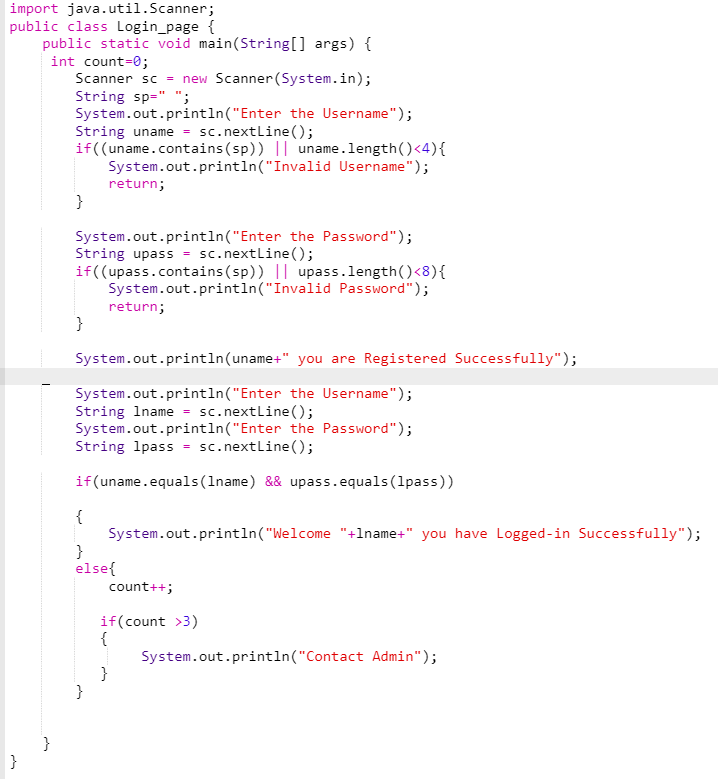 import java.util.Scanner;
public class Login_page {
    public static void main(String[] args) {
     int count=0;
        Scanner sc = new Scanner(System.in);
        String sp=" ";
        System.out.println("Enter the Username");
        String uname = sc.nextLine();
        if((uname.contains(sp)) || uname.length()<4){
            System.out.println("Invalid Username");
            return;
        }
        System.out.println("Enter the Password");
        String upass = sc.nextLine();
        if((upass.contains(sp)) || upass.length()<8){
            System.out.println("Invalid Password");
            return;
        }
        System.out.println(uname+" you are Registered Successfully");
        System.out.println("Enter the Username");
        String lname = sc.nextLine();
        System.out.println("Enter the Password");
        String lpass = sc.nextLine();
        if(uname.equals(lname) && upass.equals(lpass))
        {
            System.out.println("Welcome "+lname+" you have Logged-in Successfully");
        }
        else{
            count++;
           if(count >3)
           {
                System.out.println("Contact Admin");
           }
        }
    }
}